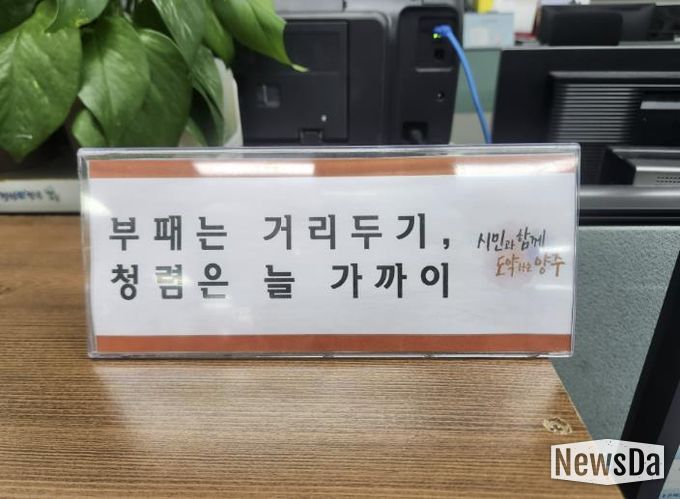 부패는 거리두기,
청렴은 늘 가까이
시민과 함께
도약하는 양주
NewsDa